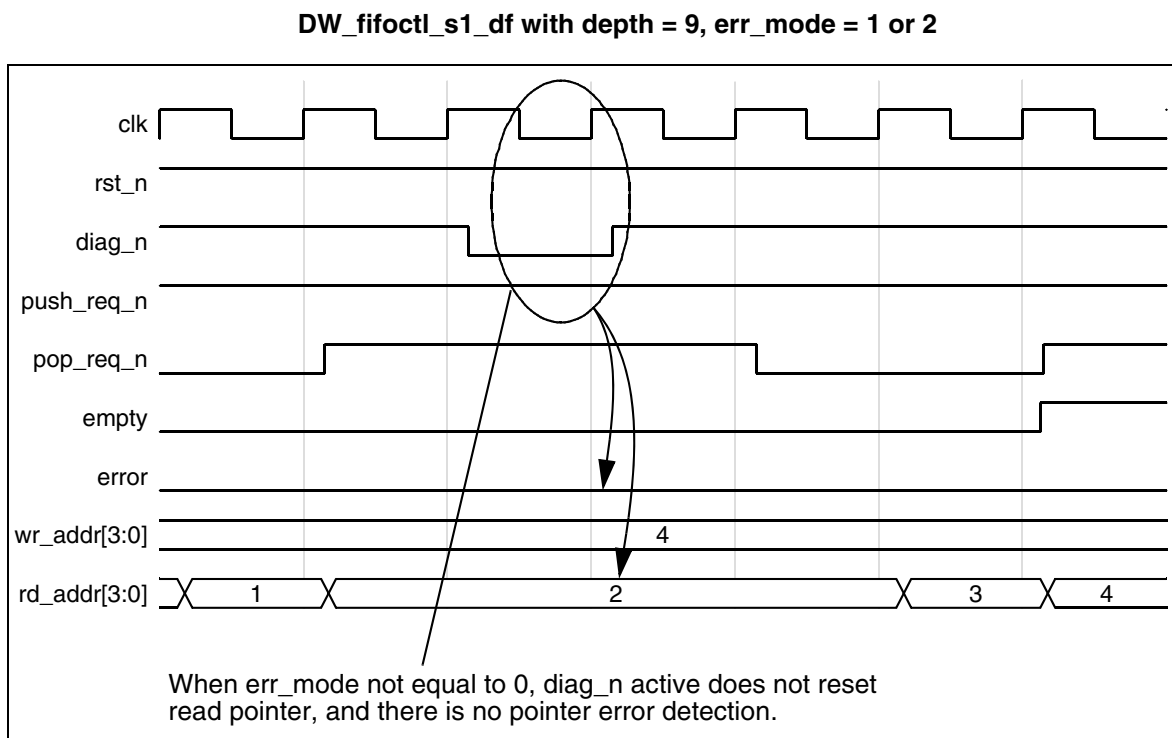 DW_fifoctl_s1_df with depth = 9, err_mode = 1 or 2
clk
rst_n
diag_n
push_req_n
pop_req_n
empty
error
wr_addr[3:0]
4
rd_addr[3:0]
1
2
3
4
When err_mode not equal to 0, diag_n active does not reset
read pointer, and there is no pointer error detection.